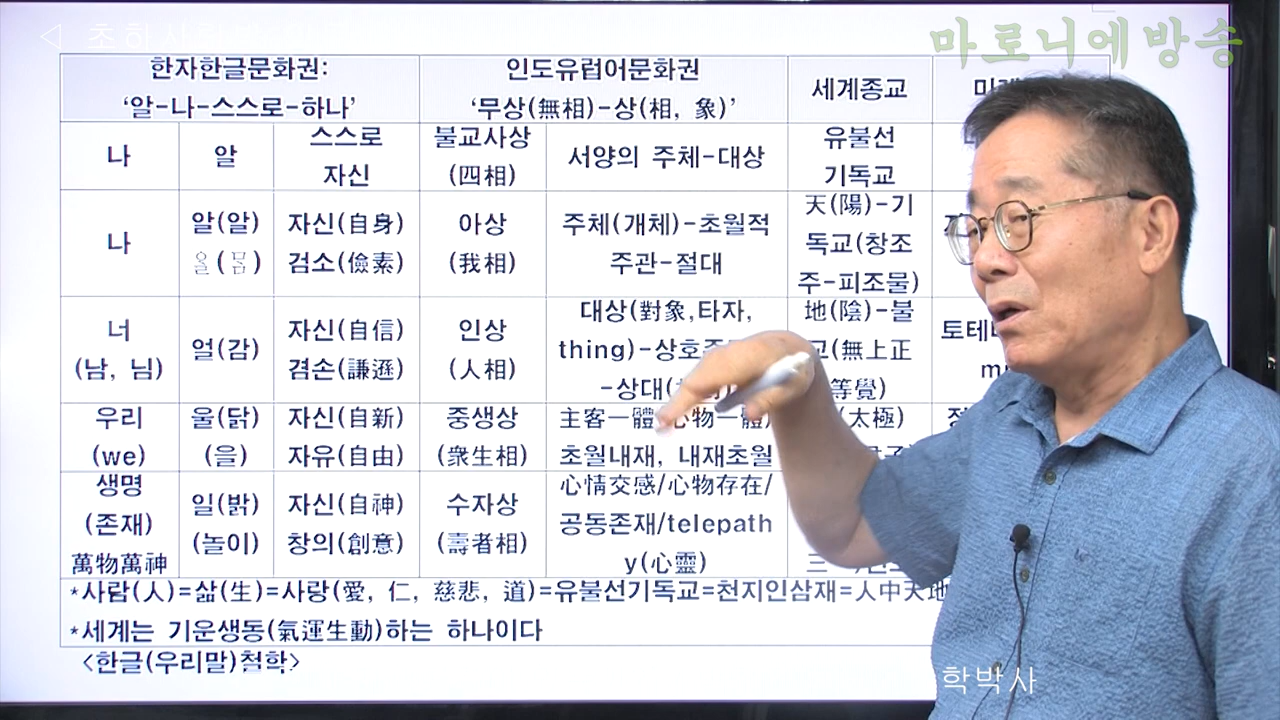 마로니에방송
한자한글문화권: 인도유럽어문화권 세계종교
‘알-나-스스로-하나’ ‘무상(無相)-상(相, 象)’
나 알 스스로 자신 불교사상(四相) 서양의 주체-대상 유불선 기독교
나 알(알) 자신(自身) 검소(儉素) 아상(我相) 주체(개체)-초월적 주관-절대 天(陽)-기독교(창조주-피조물)
너(남, 님) 얼(감) 자신(自信) 겸손(謙遜) 인상(人相) 대상(對象,타자, thing) -상대 地(陰)-불
우리(we) 울(닭)(을) 자신(自新) 자유(自由) 중생상(衆生相) 主客一體 心物一體 초월내재, 내재초월 (太極)
생명(존재) 萬物萬神 일(밝)(놀이) 자신(自神) 창의(創意) 수자상(壽者相) 心情交感/心物存在/공동존재/telepathy(心靈)
*사람(人)=삶(生)=사랑(愛, 仁, 慈悲, 道)=유불선기독교=천지인삼재=人中天地
*세계는 기운생동(氣運生動)하는 하나이다
<한글(우리말)철학>
학박사